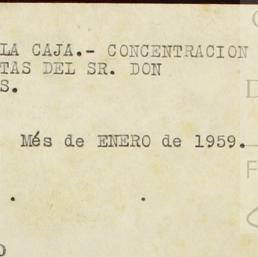 LA CAJA.- CONCENTRACION
TAS DEL SR. DON
S.
Més de ENERO de 1959.
. .
O